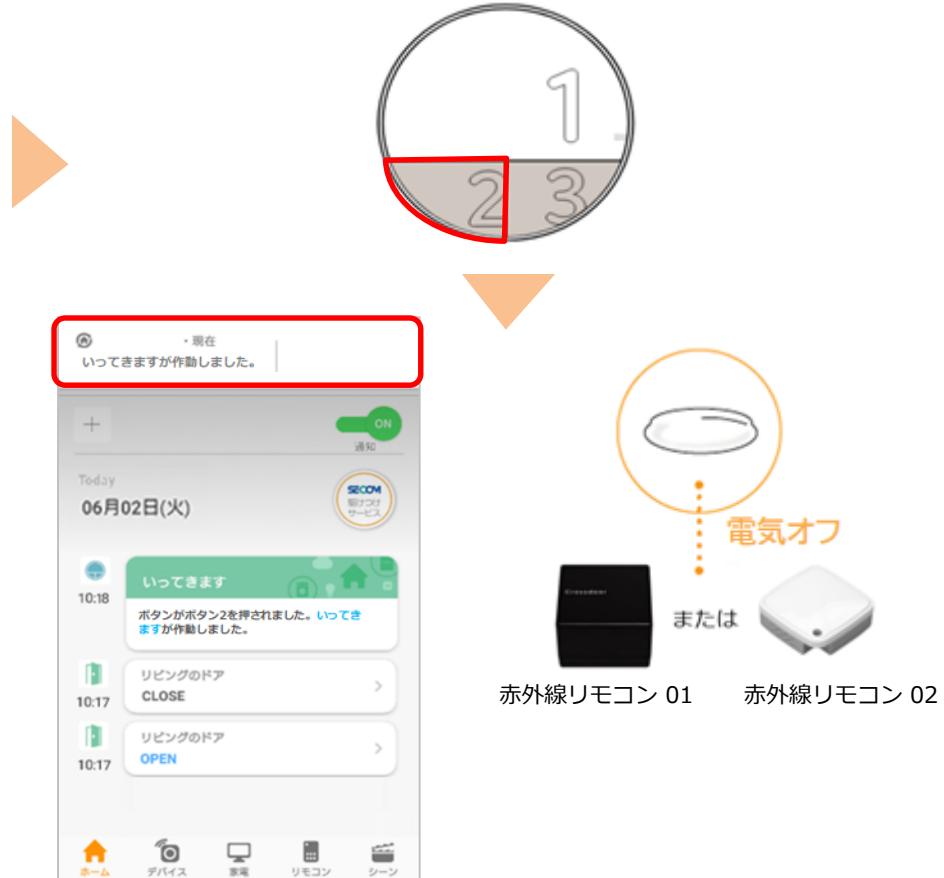 1
2 3
・現在
いってきますが作動しました。
+
ON
通知
Today
06月02日(火)
SECOM
駆けつけ
サービス
10:18
いってきます
ボタンがボタン2を押されました。いってき
ますが作動しました。
10:17
リビングのドア
CLOSE
10:17
リビングのドア
OPEN
ホーム デバイス 家電 リモコン シーン
電気オフ
または
赤外線リモコン 01 赤外線リモコン 02